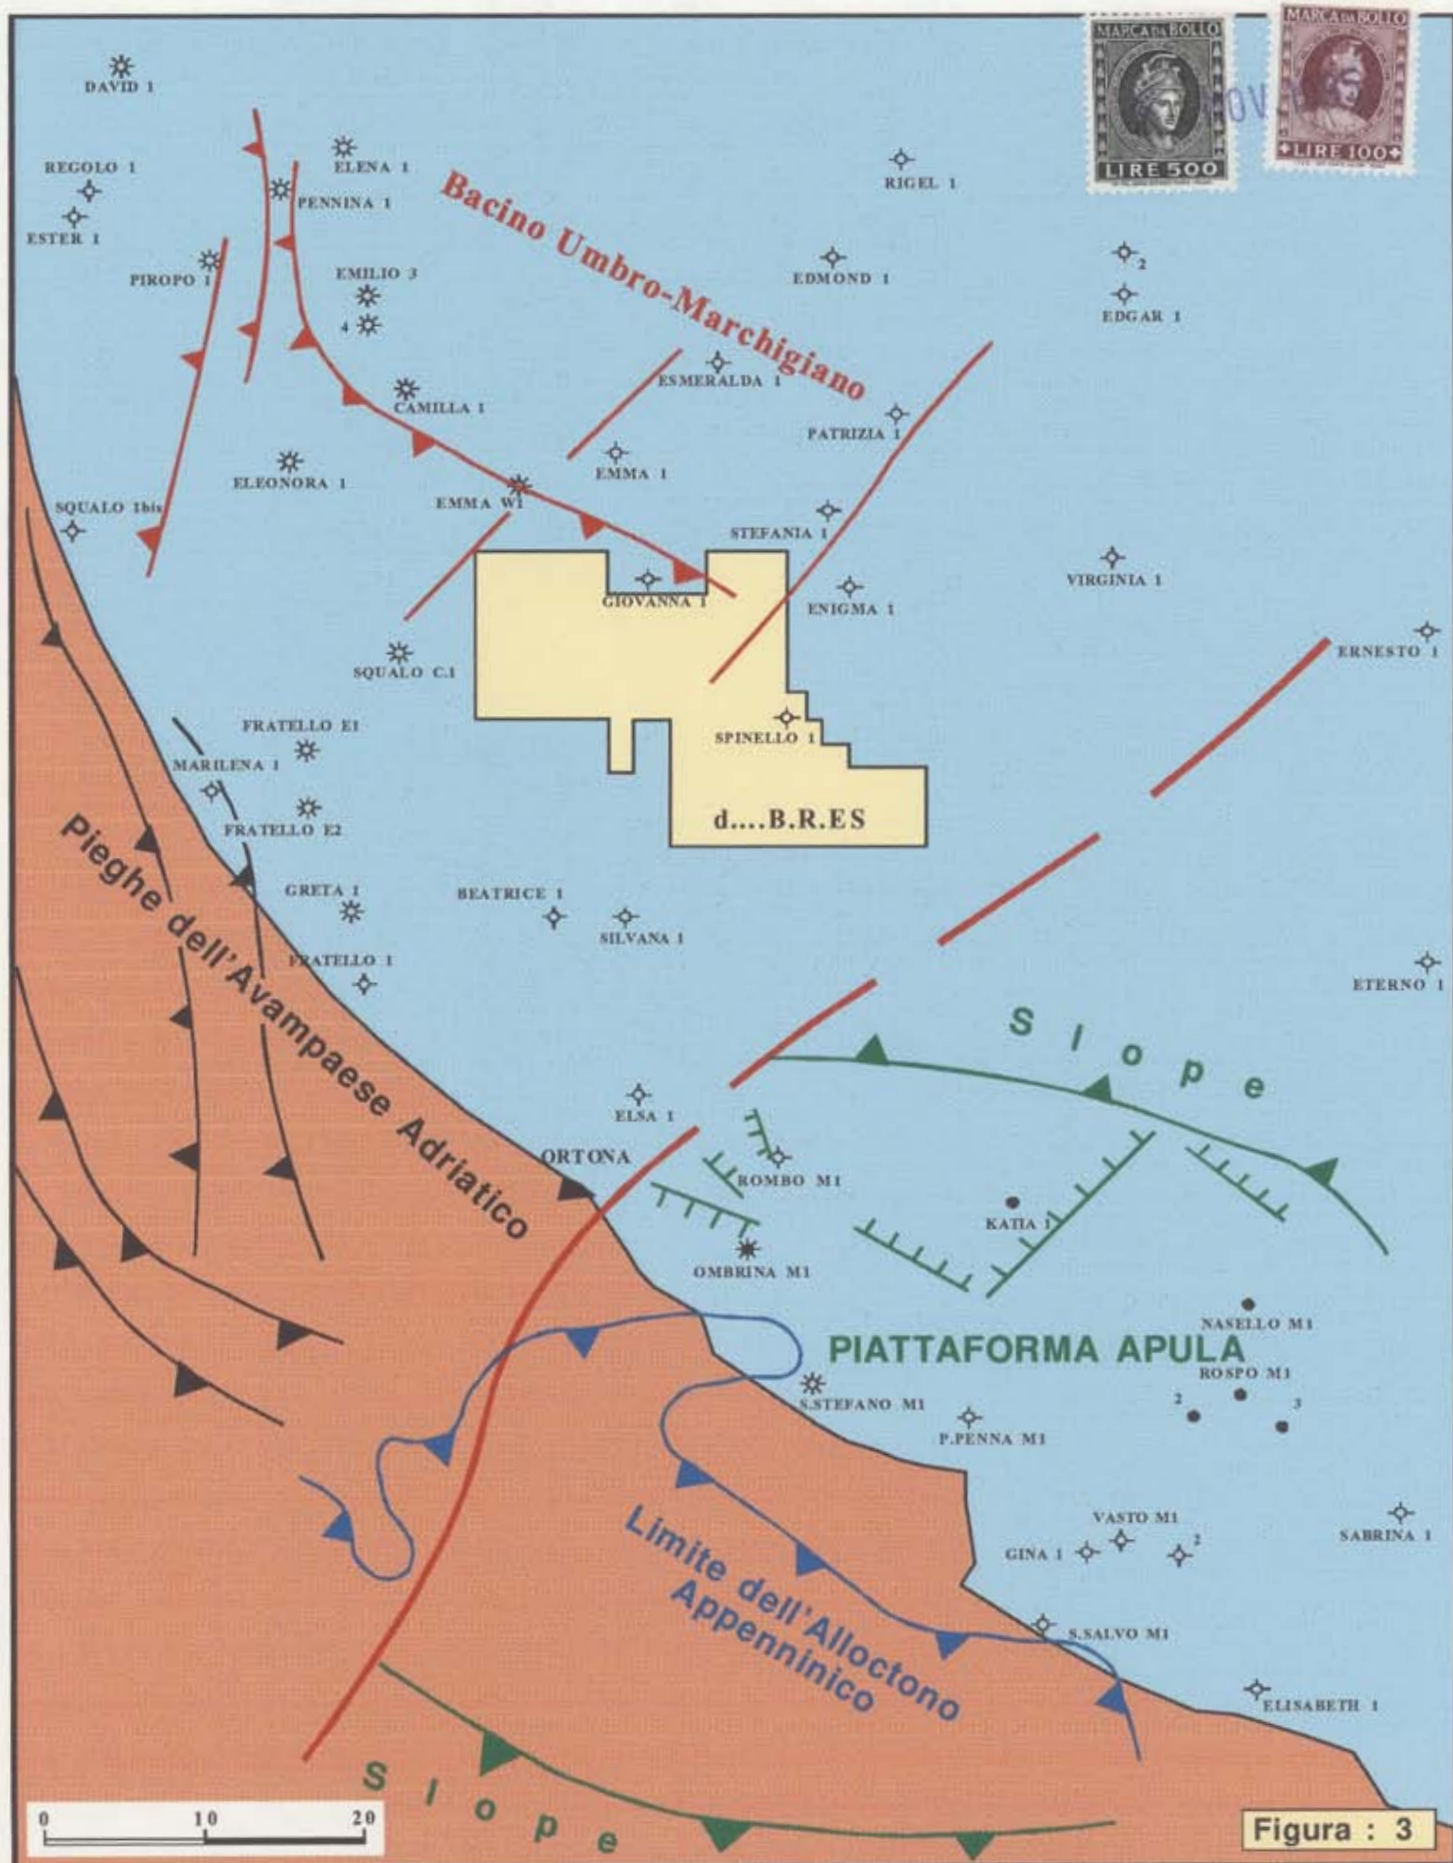 MARCA DA BOLLO
LIRE 500
MARCA DA BOLLO
LIRE 100
NOV.
DAVID 1
REGOLO 1
ELENA 1
RIGEL 1
PENNINA 1
ESTER 1
Bacino Umbro-Marchigiano
PIROPO 1
EMILIO 3
4
EDMOND 1
2
EDGAR 1
ESMERALDA 1
CAMILLA 1
PATRIZIA 1
ELEONORA 1
EMMA 1
EMMA W1
SQUALO 1bis
STEFANIA 1
VIRGINIA 1
GIOVANNA 1
ENIGMA 1
ERNESTO 1
SQUALO C.1
FRATELLO E1
SPINELLO 1
MARILENA 1
FRATELLO E2
d....B.R.ES
Pieghe dell'Avampaese Adriatico
GRETA 1
BEATRICE 1
SILVANA 1
FRATELLO 1
ETERNO 1
Slope
ELSA 1
ORTONA
ROMBO M1
KATIA 1
OMBRINA M1
NASELLO M1
PIATTAFORMA APULA
ROSPO M1
2
3
S.STEFANO M1
P.PENNA M1
VASTO M1
2
GINA 1
SABRINA 1
Limite dell'Alloctono
Appenninico
S.SALVO M1
ELISABETH 1
Slope
0 10 20
Figura : 3